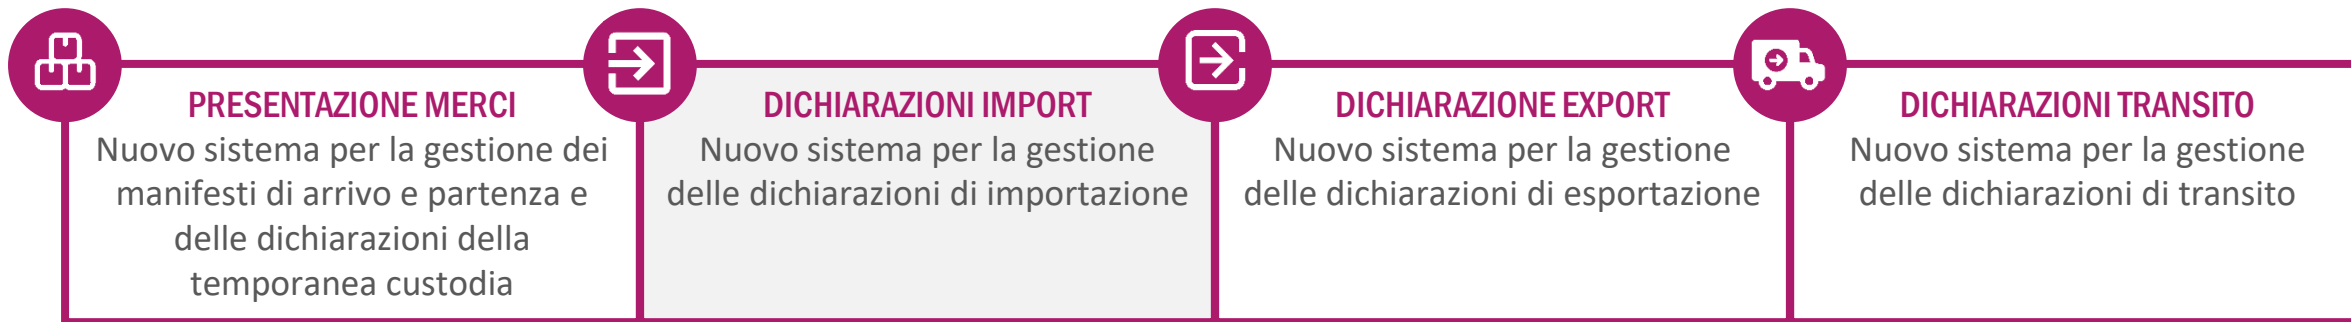 PRESENTAZIONE MERCI
Nuovo sistema per la gestione dei
manifesti di arrivo e partenza e
delle dichiarazioni della
temporanea custodia
DICHIARAZIONI IMPORT
Nuovo sistema per la gestione
delle dichiarazioni di importazione
DICHIARAZIONE EXPORT
Nuovo sistema per la gestione
delle dichiarazioni di esportazione
DICHIARAZIONI TRANSITO
Nuovo sistema per la gestione
delle dichiarazioni di transito